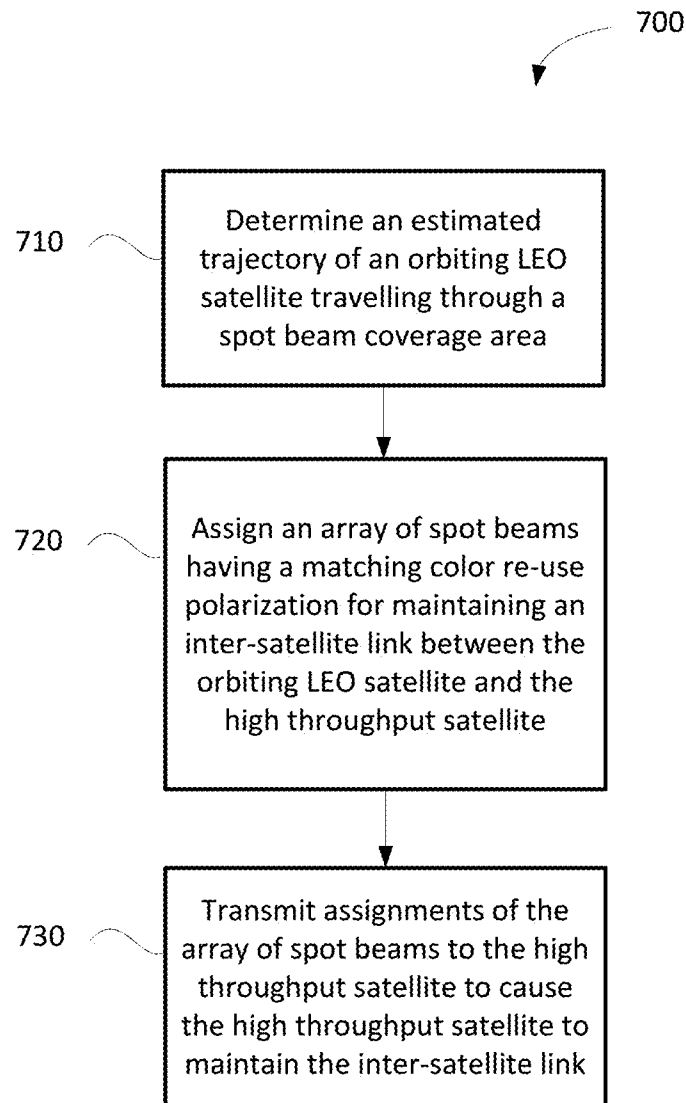 700
710
Determine an estimated
trajectory of an orbiting LEO
satellite travelling through a
spot beam coverage area
720
Assign an array of spot beams
having a matching color re-use
polarization for maintaining an
inter-satellite link between the
orbiting LEO satellite and the
high throughput satellite
730
Transmit assignments of the
array of spot beams to the high
throughput satellite to cause
the high throughput satellite to
maintain the inter-satellite link